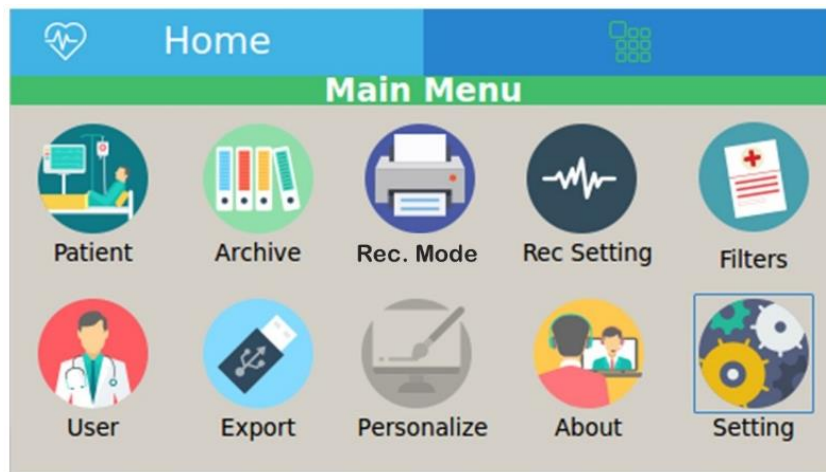 Home
Main Menu
Patient
Archive
Rec. Mode
Rec Setting
Filters
User
Export
Personalize
About
Setting